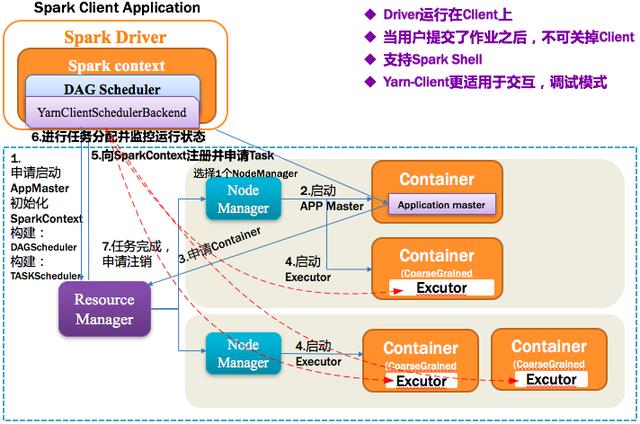 Spark Client Application
Spark Driver
Spark context
DAG Scheduler
YarnClientSchedulerBackend
Driver运行在Client上
当用户提交了作业之后，不可关掉Client
支持Spark Shell
Yarn-Client更适用于交互，调试模式
6.进行任务分配并监控运行状态
5.向SparkContext注册并申请Task
1.
申请启动
AppMaster
初始化
SparkContext
构建：
DAGScheduler
构建：
TASKScheduler
选择1个NodeManager
Node
Manager
2.启动
APP Master
Container
Application master
7.任务完成，
申请注销
3.申请Container
4.启动
Executor
Container
(CoarseGrained
Excutor
Resource
Manager
Node
Manager
4.启动
Executor
Container
(CoarseGrained
Excutor
Container
(CoarseGrained
Excutor